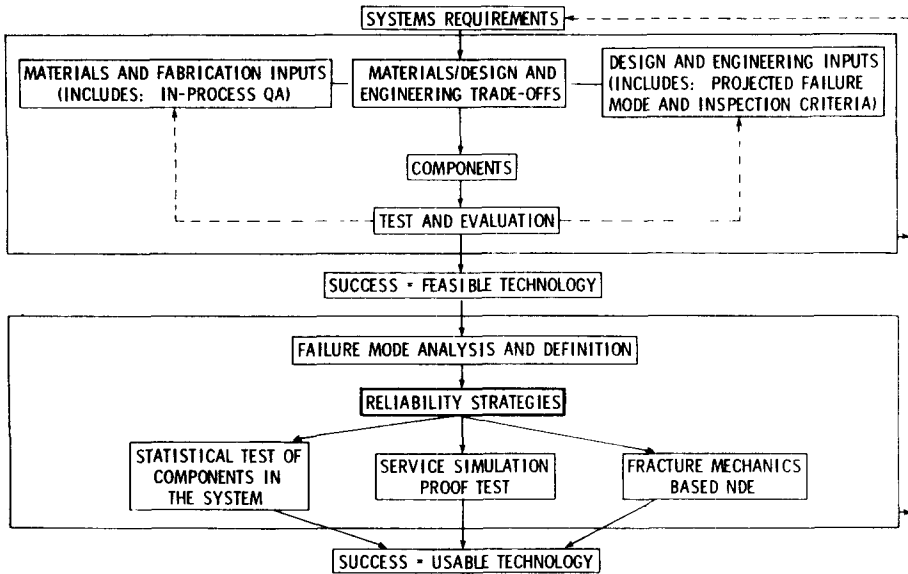 SYSTEMS REQUIREMENTS
MATERIALS AND FABRICATION INPUTS
(INCLUDES: IN-PROCESS QA)
MATERIALS/DESIGN AND
ENGINEERING TRADE-OFFS
DESIGN AND ENGINEERING INPUTS
(INCLUDES: PROJECTED FAILURE
MODE AND INSPECTION CRITERIA)
COMPONENTS
TEST AND EVALUATION
SUCCESS = FEASIBLE TECHNOLOGY
FAILURE MODE ANALYSIS AND DEFINITION
RELIABILITY STRATEGIES
STATISTICAL TEST OF
COMPONENTS IN
THE SYSTEM
SERVICE SIMULATION
PROOF TEST
FRACTURE MECHANICS
BASED NDE
SUCCESS = USABLE TECHNOLOGY